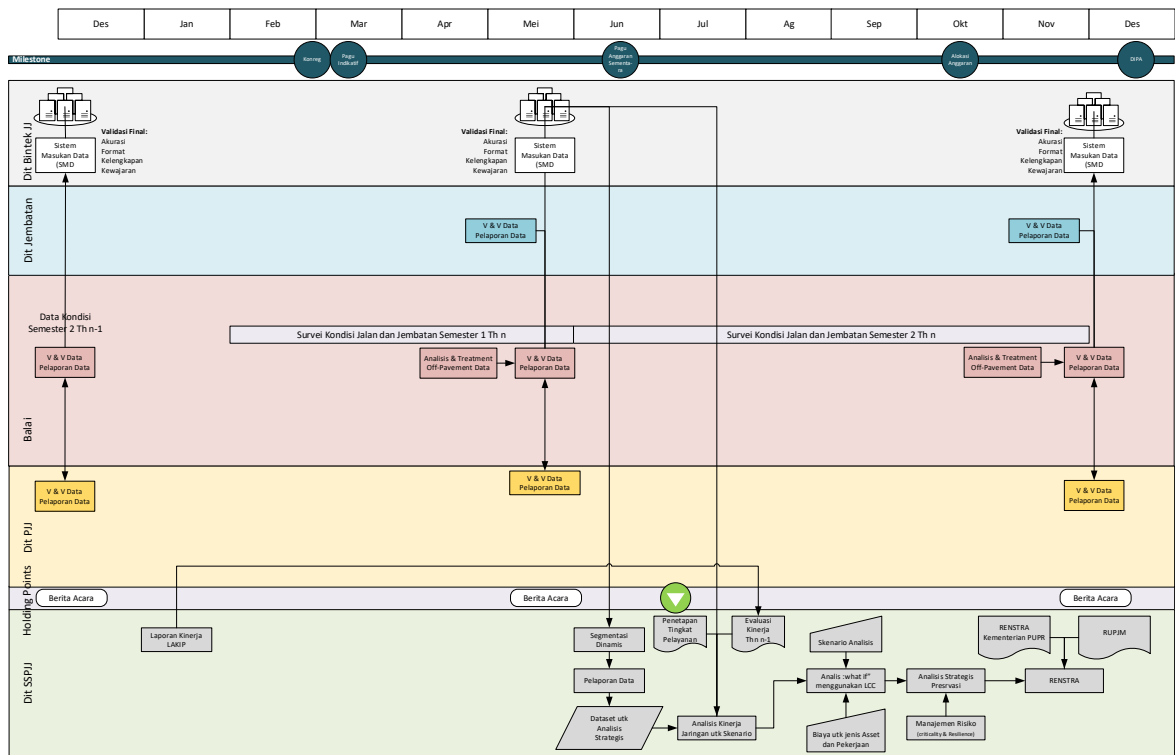 Des Jan Feb Mar Apr Mei Jun Jul Ag Sep Okt Nov Des
Milestone
Konreg
Pagu
Indikatif
Pagu
Anggaran
Sementa-
ra
Alokasi
Anggaran
DIPA
Dit Bintek JJ
Sistem
Masukan Data
(SMD
Validasi Final:
Akurasi
Format
Kelengkapan
Kewajaran
Validasi Final:
Akurasi
Format
Kelengkapan
Kewajaran
Sistem
Masukan Data
(SMD
Validasi Final:
Akurasi
Format
Kelengkapan
Kewajaran
Sistem
Masukan Data
(SMD
Dit Jembatan
V & V Data
Pelaporan Data
V & V Data
Pelaporan Data
Balai
Data Kondisi
Semester 2 Th n-1
Survei Kondisi Jalan dan Jembatan Semester 1 Th n
Survei Kondisi Jalan dan Jembatan Semester 2 Th n
V & V Data
Pelaporan Data
Analisis & Treatment
Off-Pavement Data
V & V Data
Pelaporan Data
Analisis & Treatment
Off-Pavement Data
V & V Data
Pelaporan Data
Dit PJJ
V & V Data
Pelaporan Data
V & V Data
Pelaporan Data
V & V Data
Pelaporan Data
Holding Points
Berita Acara
Berita Acara
Berita Acara
Dit SSPJJ
Laporan Kinerja
LAKIP
Segmentasi
Dinamis
Penetapan
Tingkat
Pelayanan
Evaluasi
Kinerja
Thn n-1
Skenario Analisis
RENSTRA
Kementerian PUPR
RUPJM
Pelaporan Data
Analis :what if"
menggunakan LCC
Analisis Strategis
Presrvasi
RENSTRA
Dataset utk
Analisis
Strategis
Analisis Kinerja
Jaringan utk Skenario
Biaya utk jenis Asset
dan Pekerjaan
Manajemen Risiko
(criticality & Resilience)